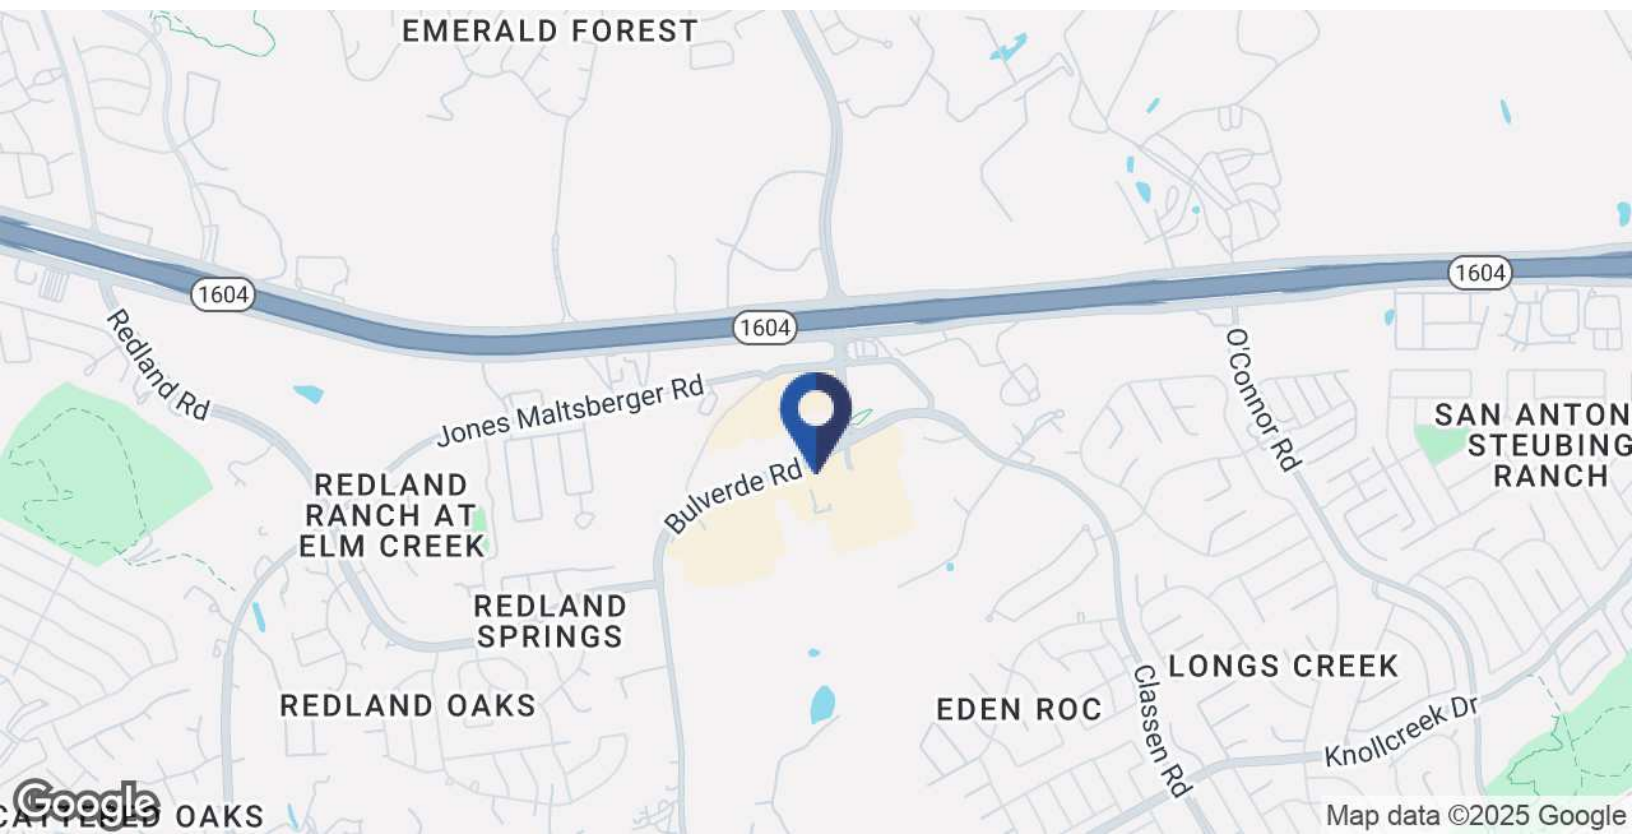 EMERALD FOREST
1604
1604
1604
Redland Rd
Jones Maltsberger Rd
O'Connor Rd
SAN ANTON
STEUBING
RANCH
Bulverde Rd
REDLAND
RANCH AT
ELM CREEK
REDLAND
SPRINGS
LONGS CREEK
REDLAND OAKS
EDEN ROC
Classen Rd
Knollcreek Dr
Google
CATTERED OAKS
Map data ©2025 Google